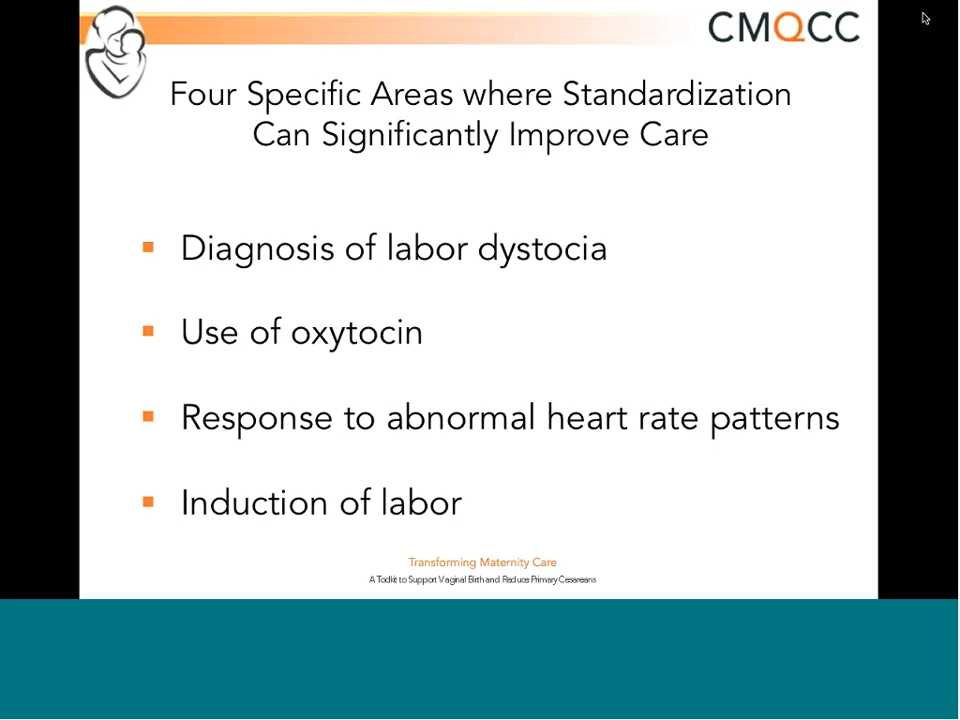 CMQCC
Four Specific Areas where Standardization
Can Significantly Improve Care
▪ Diagnosis of labor dystocia
▪ Use of oxytocin
▪ Response to abnormal heart rate patterns
▪ Induction of labor
Transforming Maternity Care
A Toolkit to Support Vaginal Birth and Reduce Primary Cesareans